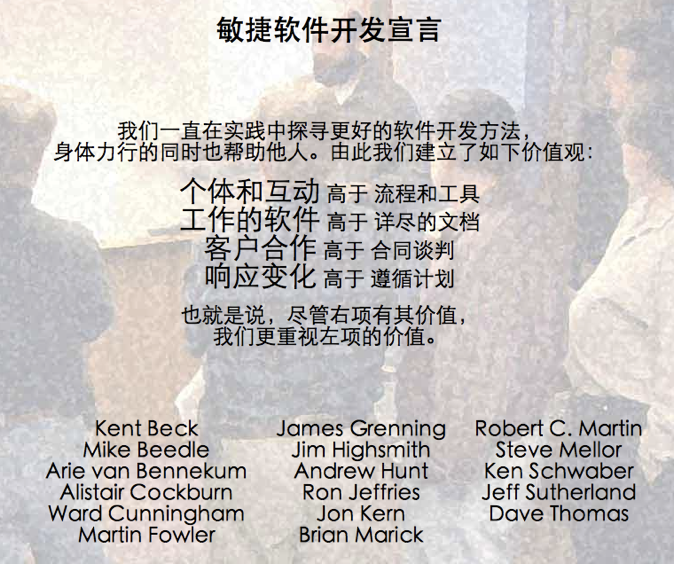 敏捷软件开发宣言
我们一直在实践中探寻更好的软件开发方法，
身体力行的同时也帮助他人。由此我们建立了如下价值观：
个体和互动 高于 流程和工具
工作的软件 高于 详尽的文档
客户合作 高于 合同谈判
响应变化 高于 遵循计划
也就是说，尽管右项有其价值，
我们更重视左项的价值。
Kent Beck
Mike Beedle
Arie van Bennekum
Alistair Cockburn
Ward Cunningham
Martin Fowler
James Grenning
Jim Highsmith
Andrew Hunt
Ron Jeffries
Jon Kern
Brian Marick
Robert C. Martin
Steve Mellor
Ken Schwaber
Jeff Sutherland
Dave Thomas